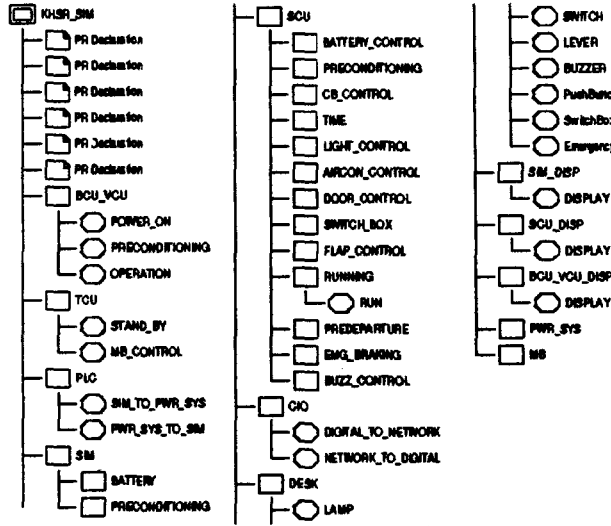 KHSR_SIM
PR Declaration
PR Declaration
PR Declaration
PR Declaration
PR Declaration
PR Declaration
BCU_VCU
POWER_ON
PRECONDITIONING
OPERATION
TCU
STAND_BY
MB_CONTROL
PLC
SIM_TO_PWR_SYS
PWR_SYS_TO_SIM
SIM
BATTERY
PRECONDITIONING
SCU
BATTERY_CONTROL
PRECONDITIONING
CB_CONTROL
TIME
LIGHT_CONTROL
AIRCON_CONTROL
DOOR_CONTROL
SWITCH_BOX
FLAP_CONTROL
RUNNING
RUN
PREDEPARTURE
EMG_BRAKING
BUZZ_CONTROL
CIO
DIGITAL_TO_NETWORK
NETWORK_TO_DIGITAL
DESK
LAMP
SWITCH
LEVER
BUZZER
SwitchBox
Emergency
SIM_DISP
DISPLAY
SCU_DISP
DISPLAY
BCU_VCU_DISP
DISPLAY
PWR_SYS
MB